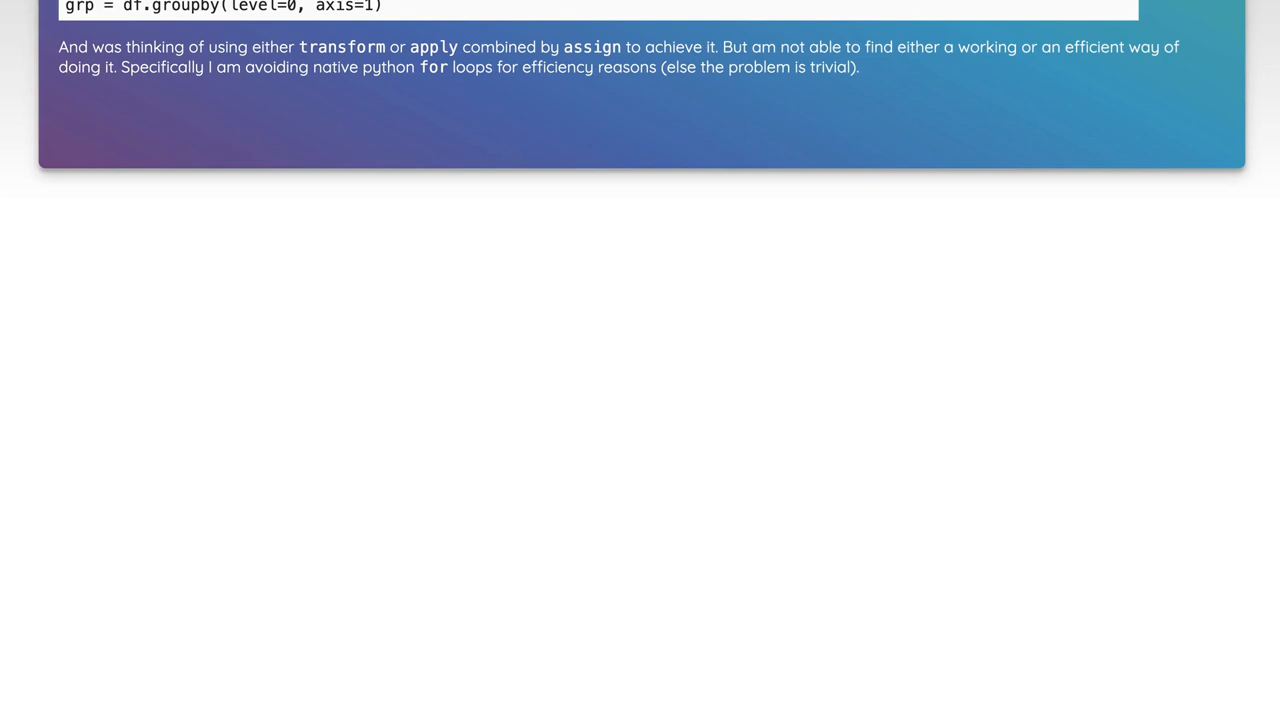 grp = df.groupby(level=0, axis=1)
And was thinking of using either transform or apply combined by assign to achieve it. But am not able to find either a working or an efficient way of
doing it. Specifically I am avoiding native python for loops for efficiency reasons (else the problem is trivial).